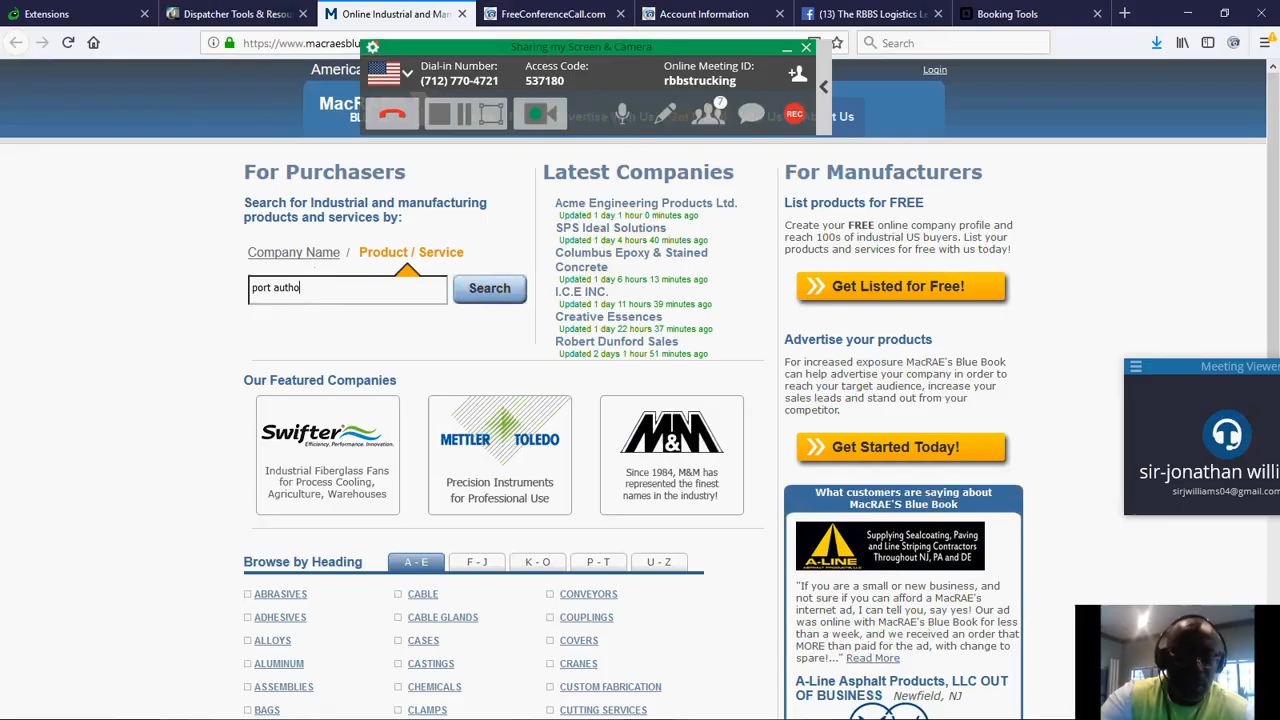 Extensions
Dispatcher Tools & Resou
Online Industrial and Man
FreeConferenceCall.com
Account Information
(13) The RBBS Logistics L
Booking Tools
https://www.macraesblu
Search
Sharing my Screen & Camera
Dial-in Number:
(712) 770-4721
Access Code:
537180
Online Meeting ID:
rbbstrucking
7
REC
America
Login
MacRA
BL
dvertise With Us
Us
About Us
For Purchasers
Search for Industrial and manufacturing
products and services by:
Company Name / Product / Service
port autho
Search
Latest Companies
Acme Engineering Products Ltd.
Updated 1 day 1 hour 0 minutes ago
SPS Ideal Solutions
Updated 1 day 4 hours 40 minutes ago
Columbus Epoxy & Stained
Concrete
Updated 1 day 6 hours 13 minutes ago
I.C.E INC.
Updated 1 day 11 hours 39 minutes ago
Creative Essences
Updated 1 day 22 hours 37 minutes ago
Robert Dunford Sales
Updated 2 days 1 hour 51 minutes ago
For Manufacturers
List products for FREE
Create your FREE online company profile and
reach 100s of industrial US buyers. List your
products and services for free with us today!
Get Listed for Free!
Advertise your products
For increased exposure MacRAE's Blue Book
can help advertise your company in order to
reach your target audience, increase your
sales leads and stand out from your
competitor.
Get Started Today!
Meeting Viewer
sir-jonathan willi
sirjwilliams04@gmail.com
Our Featured Companies
Swifter
Efficiency. Performance. Innovation.
Industrial Fiberglass Fans
for Process Cooling,
Agriculture, Warehouses
METTLER TOLEDO
Precision Instruments
for Professional Use
M&M
Since 1984, M&M has
represented the finest
names in the industry!
What customers are saying about
MacRAE'S Blue Book
A-LINE
ASPHALT PRODUCTS, LLC
Supplying Sealcoating, Paving
and Line Striping Contractors
Throughout NJ, PA and DE
"If you are a small or new business, and
not sure if you can afford a MacRAE's
internet ad, I can tell you, say yes! Our ad
was online with MacRAE's Blue Book for less
than a week, and we received an order that
MORE than paid for the ad, with change to
spare!..." Read More
A-Line Asphalt Products, LLC OUT
OF BUSINESS Newfield, NJ
Browse by Heading
A - E
F - J
K - O
P - T
U - Z
ABRASIVES
CABLE
CONVEYORS
ADHESIVES
CABLE GLANDS
COUPLINGS
ALLOYS
CASES
COVERS
ALUMINUM
CASTINGS
CRANES
ASSEMBLIES
CHEMICALS
CUSTOM FABRICATION
BAGS
CLAMPS
CUTTING SERVICES